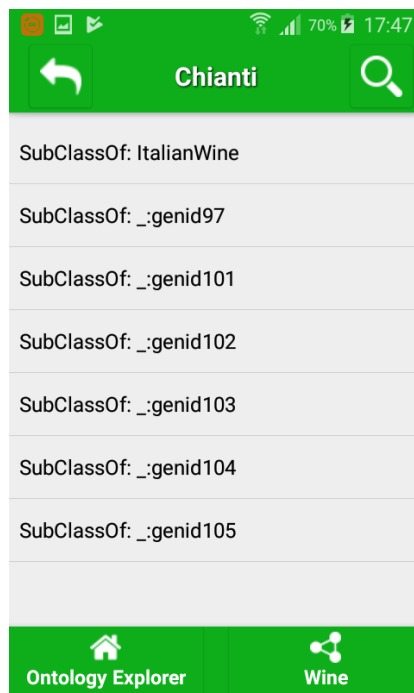 70% 17:47
Chianti
SubClassOf: ItalianWine
SubClassOf: _:genid97
SubClassOf: _:genid101
SubClassOf: _:genid102
SubClassOf: _:genid103
SubClassOf: _:genid104
SubClassOf: _:genid105
Ontology Explorer Wine